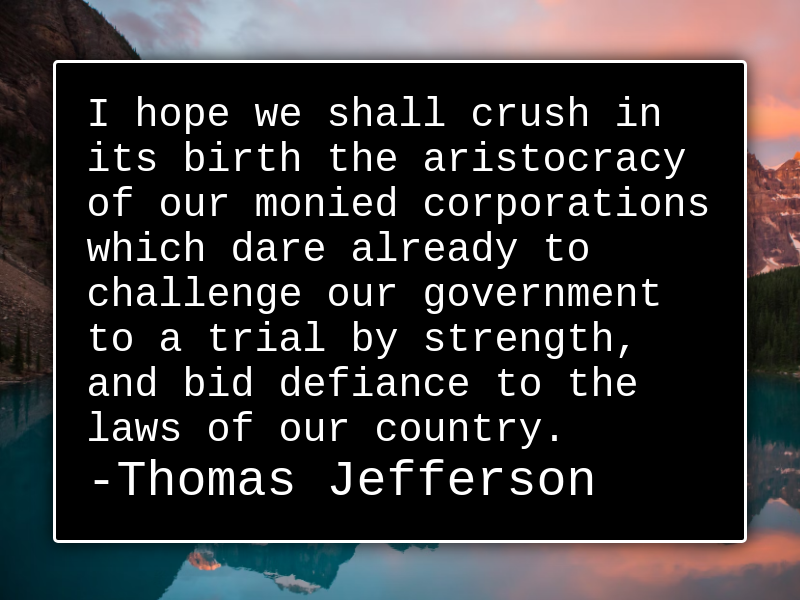 I hope we shall crush in
its birth the aristocracy
of our monied corporations
which dare already to
challenge our government
to a trial by strength,
and bid defiance to the
laws of our country.
-Thomas Jefferson